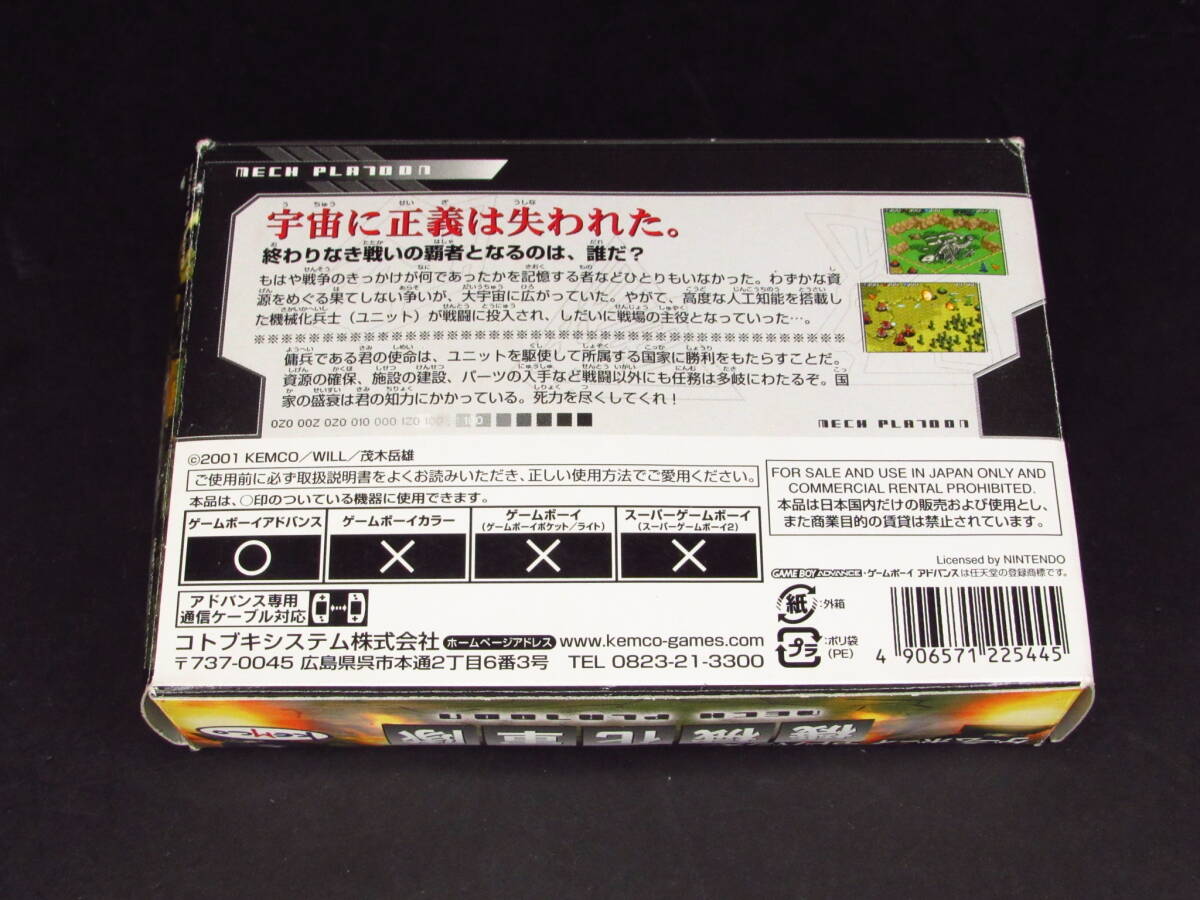 MECH PLATOON
宇宙に正義は失われた。
終わりなき戦いの覇者となるのは、誰だ？
もはや戦争のきっかけが何であったかを記憶する者などひとりもいなかった。わずかな資
源をめぐる果てしない争いが、大宇宙に広がっていた。やがて、高度な人工知能を搭載し
た機械化兵士（ユニット）が戦闘に投入され、しだいに戦場の主役となっていった…。
※※※※※※※※※※※※※※※※※※※※※※※※※※※※※※※※※※※※※※※※※
傭兵である君の使命は、ユニットを駆使して所属する国家に勝利をもたらすことだ。
資源の確保、施設の建設、パーツの入手など戦闘以外にも任務は多岐にわたるぞ。国
家の盛衰は君の知力にかかっている。死力を尽くしてくれ！
020 002 020 010 000 120 100 100
MECH PLATOON
©2001 KEMCO／WILL／茂木岳雄
ご使用前に必ず取扱説明書をよくお読みいただき、正しい使用方法でご愛用ください。
本品は、○印のついている機器に使用できます。
ゲームボーイアドバンス ゲームボーイカラー ゲームボーイ スーパーゲームボーイ
(ゲームボーイポケット／ライト) (スーパーゲームボーイ2)
○ × × ×
FOR SALE AND USE IN JAPAN ONLY AND
COMMERCIAL RENTAL PROHIBITED.
本品は日本国内だけの販売および使用とし、
また商業目的の賃貸は禁止されています。
Licensed by NINTENDO
GAME BOY ADVANCE・ゲームボーイ アドバンスは任天堂の登録商標です。
アドバンス専用
通信ケーブル対応
紙 :外箱
プラ :ポリ袋
(PE)
コトブキシステム株式会社 ホームページアドレス www.kemco-games.com
〒737-0045 広島県呉市本通2丁目6番3号 TEL 0823-21-3300
4 906571 225445
MECH PLATOON
機械化軍隊
Kemco